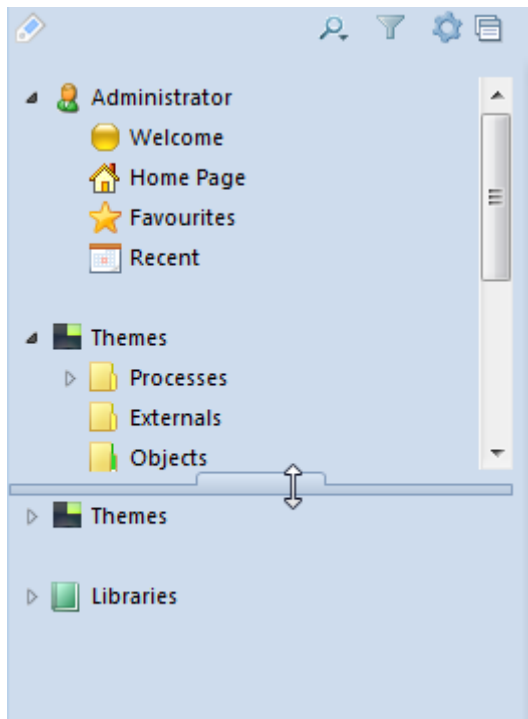 Administrator
Welcome
Home Page
Favourites
Recent
Themes
Processes
Externals
Objects
Themes
Libraries